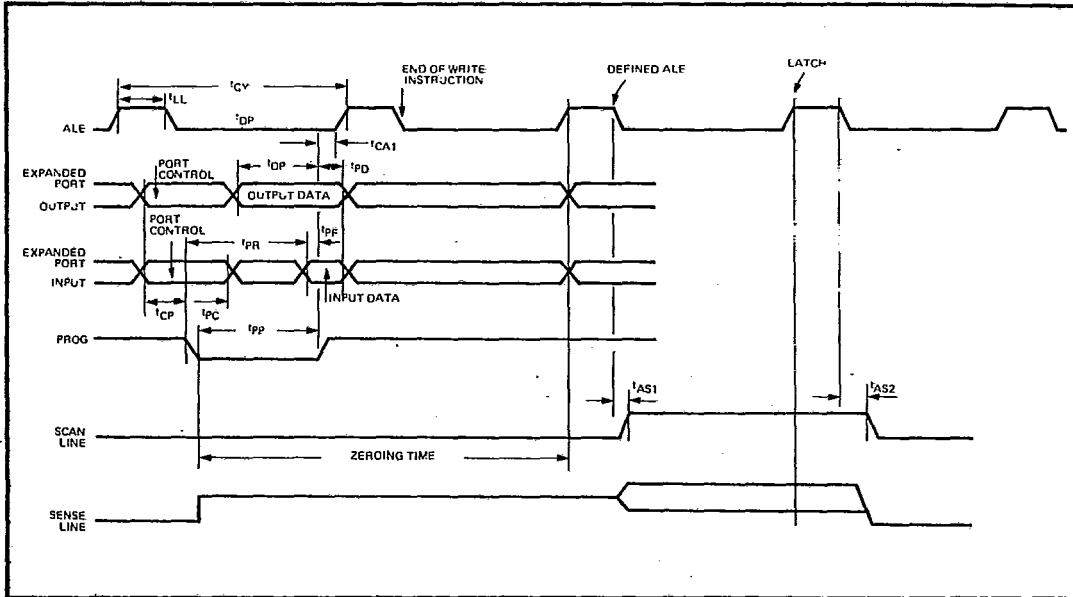 END OF WRITE
INSTRUCTION
DEFINED ALE
LATCH
tCY
tLL
ALE
tDP
tCA1
EXPANDED
PORT
OUTPUT
PORT
CONTROL
tDP
tPD
OUTPUT DATA
EXPANDED
PORT
INPUT
PORT
CONTROL
tPR
tPF
INPUT DATA
tCP
tPC
PROG
tPP
tAS1
tAS2
SCAN
LINE
ZEROING TIME
SENSE
LINE